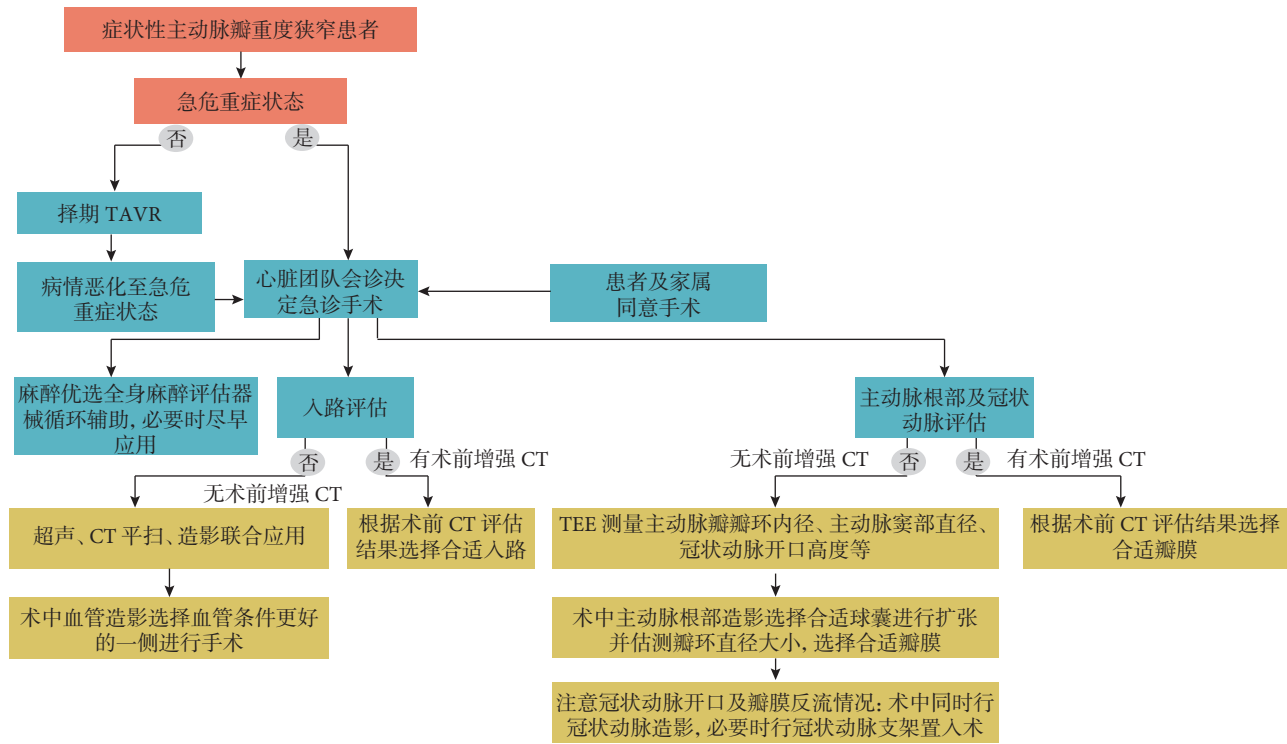 症状性主动脉瓣重度狭窄患者
急危重症状态
否
是
择期 TAVR
病情恶化至急危
重症状态
心脏团队会诊决
定急诊手术
患者及家属
同意手术
麻醉优选全身麻醉评估器
械循环辅助, 必要时尽早
应用
入路评估
主动脉根部及冠状
动脉评估
否
是
有术前增强 CT
无术前增强 CT
无术前增强 CT
否
是
有术前增强 CT
超声、CT 平扫、造影联合应用
根据术前 CT 评估
结果选择合适入路
TEE 测量主动脉瓣瓣环内径、主动脉窦部直径、
冠状动脉开口高度等
根据术前 CT 评估结果选择
合适瓣膜
术中血管造影选择血管条件更好
的一侧进行手术
术中主动脉根部造影选择合适球囊进行扩张
并估测瓣环直径大小, 选择合适瓣膜
注意冠状动脉开口及瓣膜反流情况: 术中同时行
冠状动脉造影, 必要时行冠状动脉支架置入术